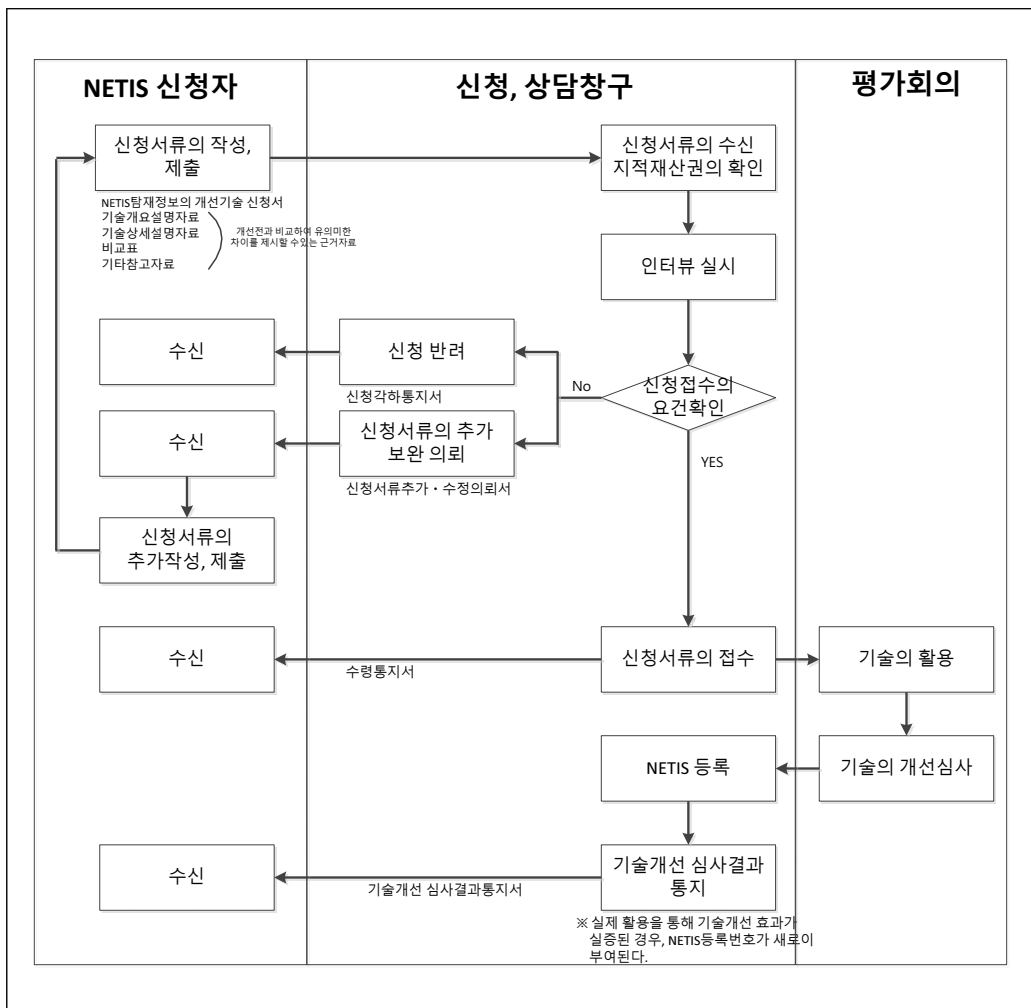 NETIS 신청자
신청, 상담창구
평가회의
신청서류의 작성,
제출
신청서류의 수신
지적재산권의 확인
NETIS탐재정보의 개선기술 신청서
기술개요설명자료
기술상세설명자료
비교표
기타참고자료
개선전과 비교하여 유의미한
차이를 제시할 수있는 근거자료
인터뷰 실시
수신
신청 반려
신청각하통지서
No
신청접수의
요건확인
수신
신청서류의 추가
보완 의뢰
신청서류추가・수정의뢰서
YES
신청서류의
추가작성, 제출
수신
수령통지서
신청서류의 접수
기술의 활용
NETIS 등록
기술의 개선심사
수신
기술개선 심사결과통지서
기술개선 심사결과
통지
※ 실제 활용을 통해 기술개선 효과가
실증된 경우, NETIS등록번호가 새로이
부여된다.